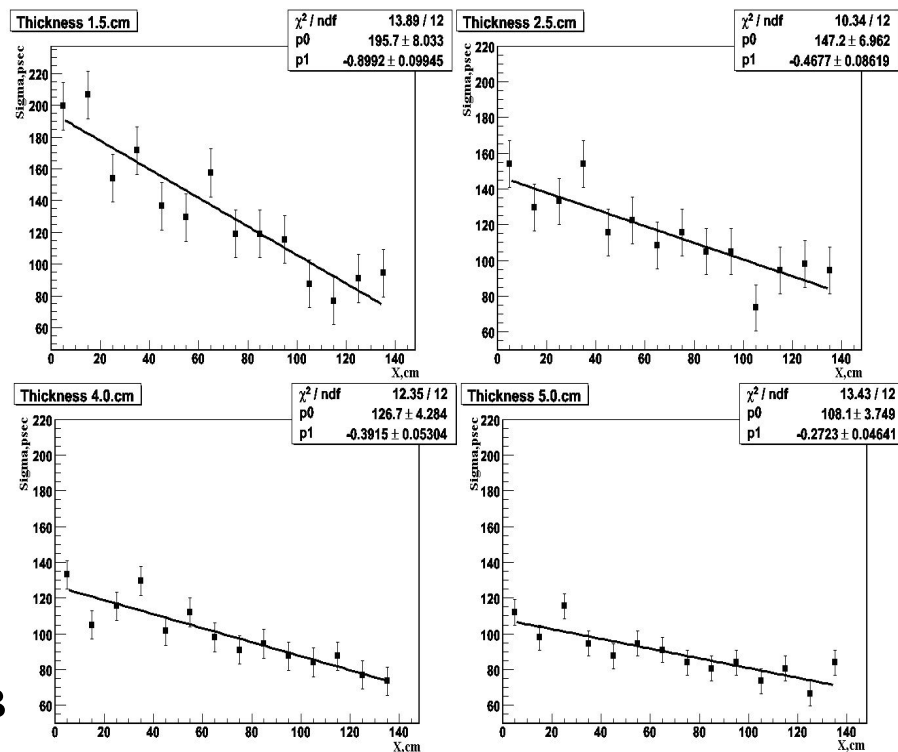 Thickness 1.5.cm
χ² / ndf 13.89 / 12
p0 195.7 ± 8.033
p1 -0.8992 ± 0.09945
Sigma,psec
220
200
180
160
140
120
100
80
60
0 20 40 60 80 100 120 140
X,cm
Thickness 2.5.cm
χ² / ndf 10.34 / 12
p0 147.2 ± 6.962
p1 -0.4677 ± 0.08619
Sigma,psec
220
200
180
160
140
120
100
80
60
0 20 40 60 80 100 120 140
X,cm
Thickness 4.0.cm
χ² / ndf 12.35 / 12
p0 126.7 ± 4.284
p1 -0.3915 ± 0.05304
Sigma,psec
220
200
180
160
140
120
100
80
60
0 20 40 60 80 100 120 140
X,cm
Thickness 5.0.cm
χ² / ndf 13.43 / 12
p0 108.1 ± 3.749
p1 -0.2723 ± 0.04641
Sigma,psec
220
200
180
160
140
120
100
80
60
0 20 40 60 80 100 120 140
X,cm